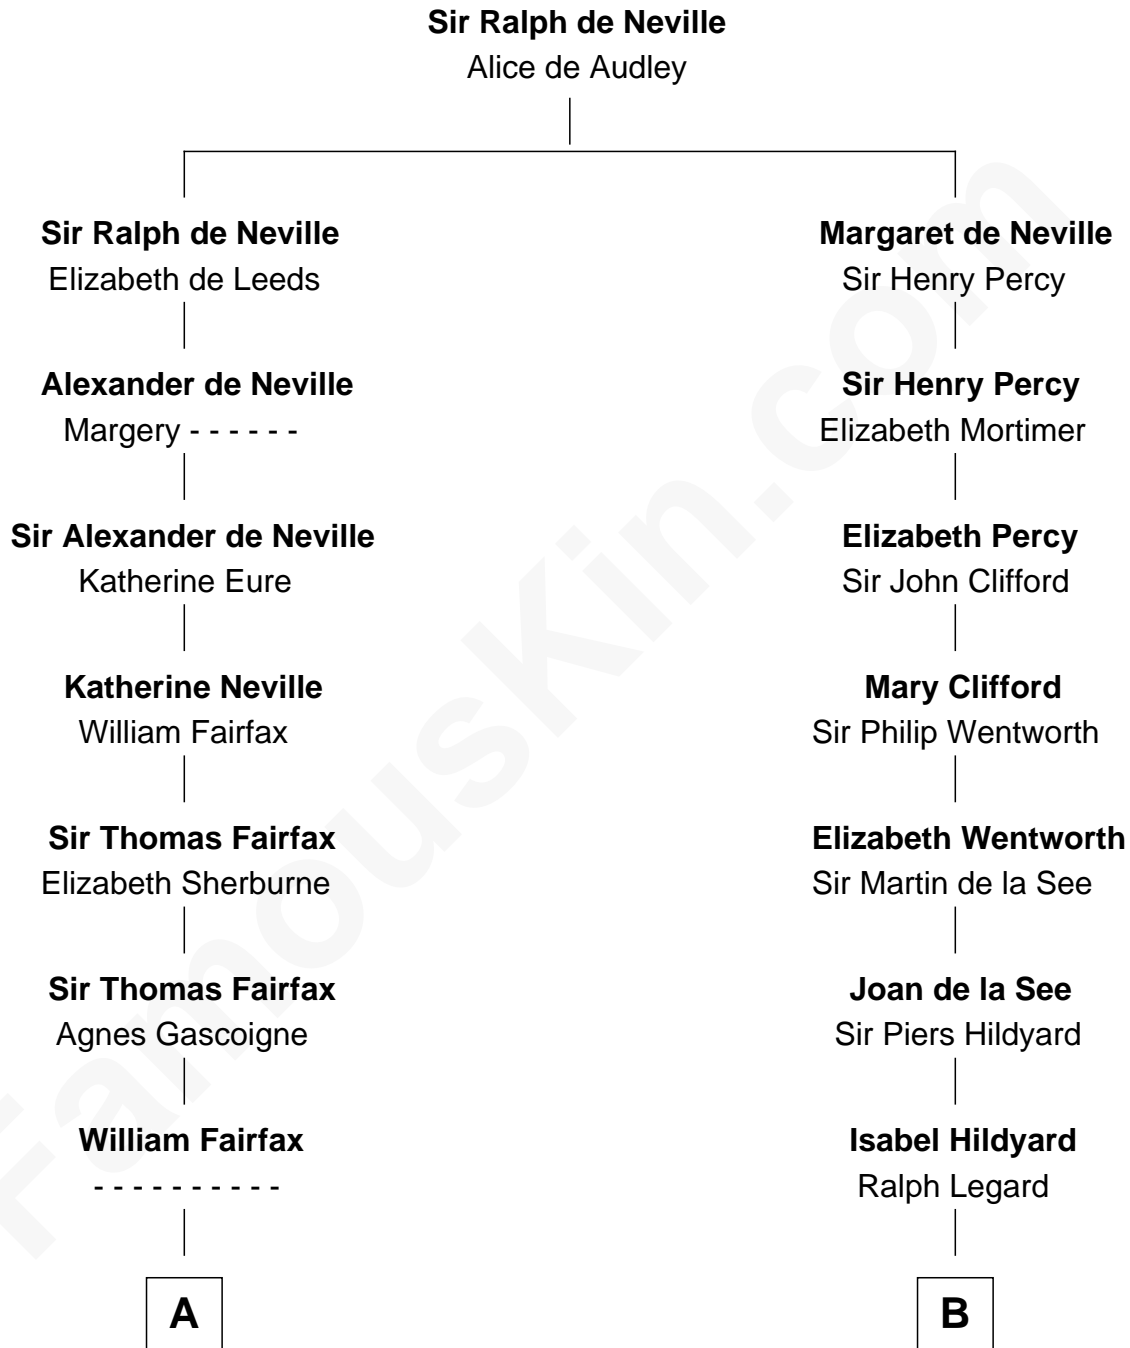 Sir Ralph de Neville
Alice de Audley
Sir Ralph de Neville
Elizabeth de Leeds
Margaret de Neville
Sir Henry Percy
Alexander de Neville
Margery - - - - - -
Sir Henry Percy
Elizabeth Mortimer
Sir Alexander de Neville
Katherine Eure
Elizabeth Percy
Sir John Clifford
Katherine Neville
William Fairfax
Mary Clifford
Sir Philip Wentworth
Sir Thomas Fairfax
Elizabeth Sherburne
Elizabeth Wentworth
Sir Martin de la See
Sir Thomas Fairfax
Agnes Gascoigne
Joan de la See
Sir Piers Hildyard
William Fairfax
- - - - - - - - - -
Isabel Hildyard
Ralph Legard
A
B
FamousKin.com